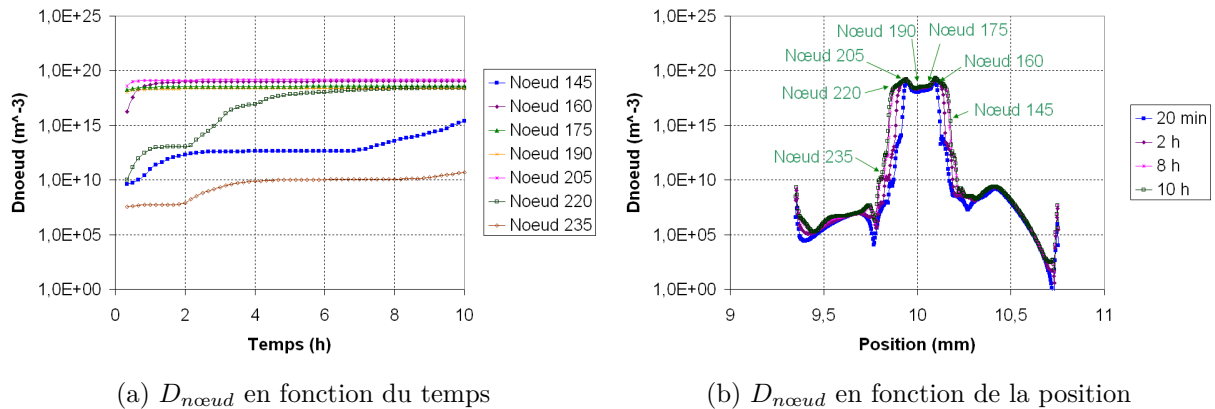 1,0E+25
1,0E+20
1,0E+15
1,0E+10
1,0E+05
1,0E+00
Dnoeud (m^-3)
0 2 4 6 8 10
Temps (h)
Noeud 145
Noeud 160
Noeud 175
Noeud 190
Noeud 205
Noeud 220
Noeud 235
(a) Dnœud en fonction du temps
1,0E+25
1,0E+20
1,0E+15
1,0E+10
1,0E+05
1,0E+00
Dnoeud (m^-3)
9 9,5 10 10,5 11
Position (mm)
Nœud 190
Nœud 175
Nœud 205
Nœud 160
Nœud 220
Nœud 145
Nœud 235
20 min
2 h
8 h
10 h
(b) Dnœud en fonction de la position